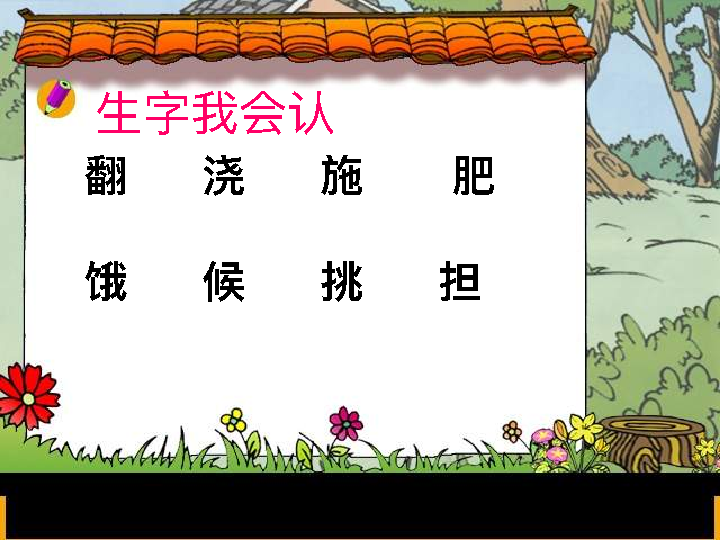 生字我会认
翻 浇 施 肥
饿 候 挑 担